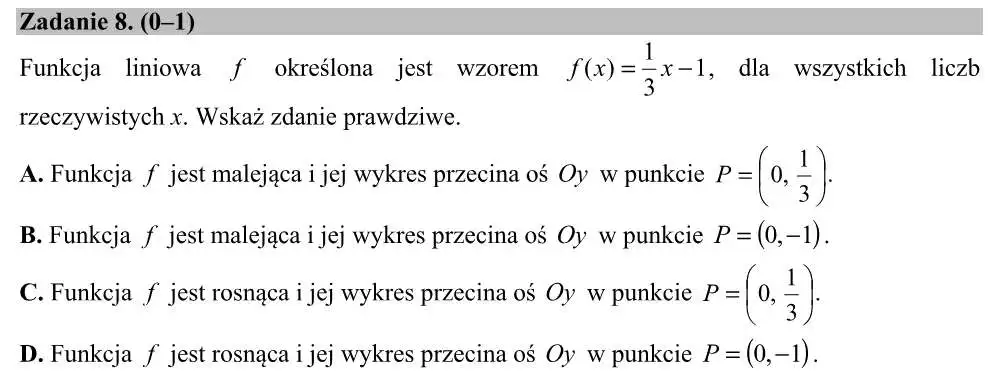 Zadanie 8. (0–1)
Funkcja liniowa f określona jest wzorem f(x) = 1/3 x − 1, dla wszystkich liczb
rzeczywistych x. Wskaż zdanie prawdziwe.
A. Funkcja f jest malejąca i jej wykres przecina oś Oy w punkcie P = (0, 1/3).
B. Funkcja f jest malejąca i jej wykres przecina oś Oy w punkcie P = (0, −1).
C. Funkcja f jest rosnąca i jej wykres przecina oś Oy w punkcie P = (0, 1/3).
D. Funkcja f jest rosnąca i jej wykres przecina oś Oy w punkcie P = (0, −1).